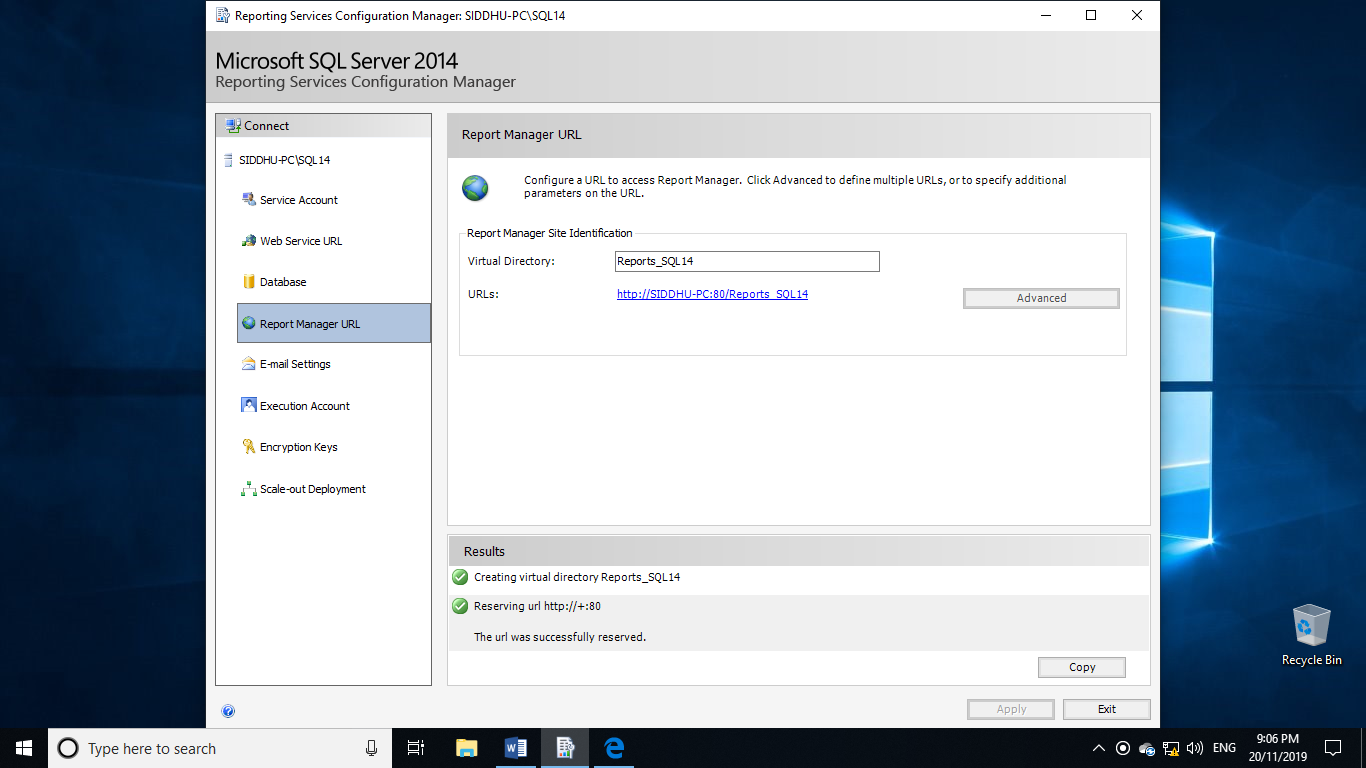 Reporting Services Configuration Manager: SIDDHU-PC\SQL14
Microsoft SQL Server 2014
Reporting Services Configuration Manager
Connect
SIDDHU-PC\SQL14
Service Account
Web Service URL
Database
Report Manager URL
E-mail Settings
Execution Account
Encryption Keys
Scale-out Deployment
Report Manager URL
Configure a URL to access Report Manager. Click Advanced to define multiple URLs, or to specify additional
parameters on the URL.
Report Manager Site Identification
Virtual Directory: Reports_SQL14
URLs: http://SIDDHU-PC:80/Reports_SQL14 Advanced
Results
Creating virtual directory Reports_SQL14
Reserving url http://+:80
The url was successfully reserved.
Copy
Apply Exit
Recycle Bin
Type here to search
ENG
9:06 PM
20/11/2019